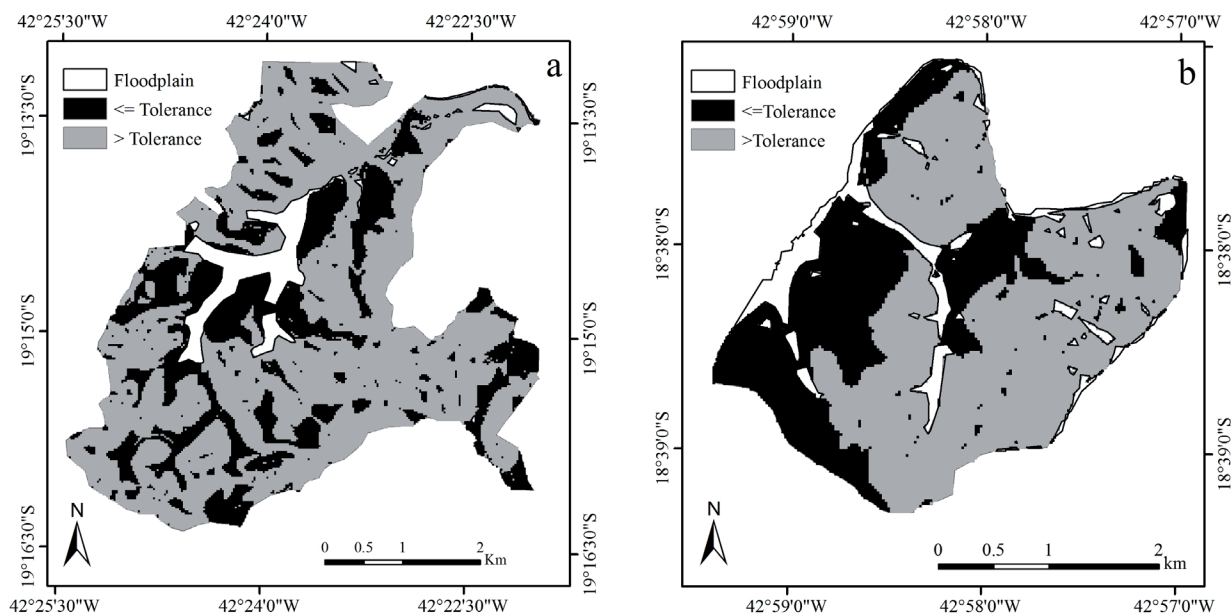 42°25'30"W 42°24'0"W 42°22'30"W
a
Floodplain
<= Tolerance
> Tolerance
19°13'30"S
19°15'0"S
19°16'30"S
19°13'30"S
19°15'0"S
19°16'30"S
N
0 0.5 1 2
Km
42°25'30"W 42°24'0"W 42°22'30"W
42°59'0"W 42°58'0"W 42°57'0"W
b
Floodplain
<=Tolerance
>Tolerance
18°38'0"S
18°39'0"S
18°38'0"S
18°39'0"S
N
0 0.5 1 2
km
42°59'0"W 42°58'0"W 42°57'0"W